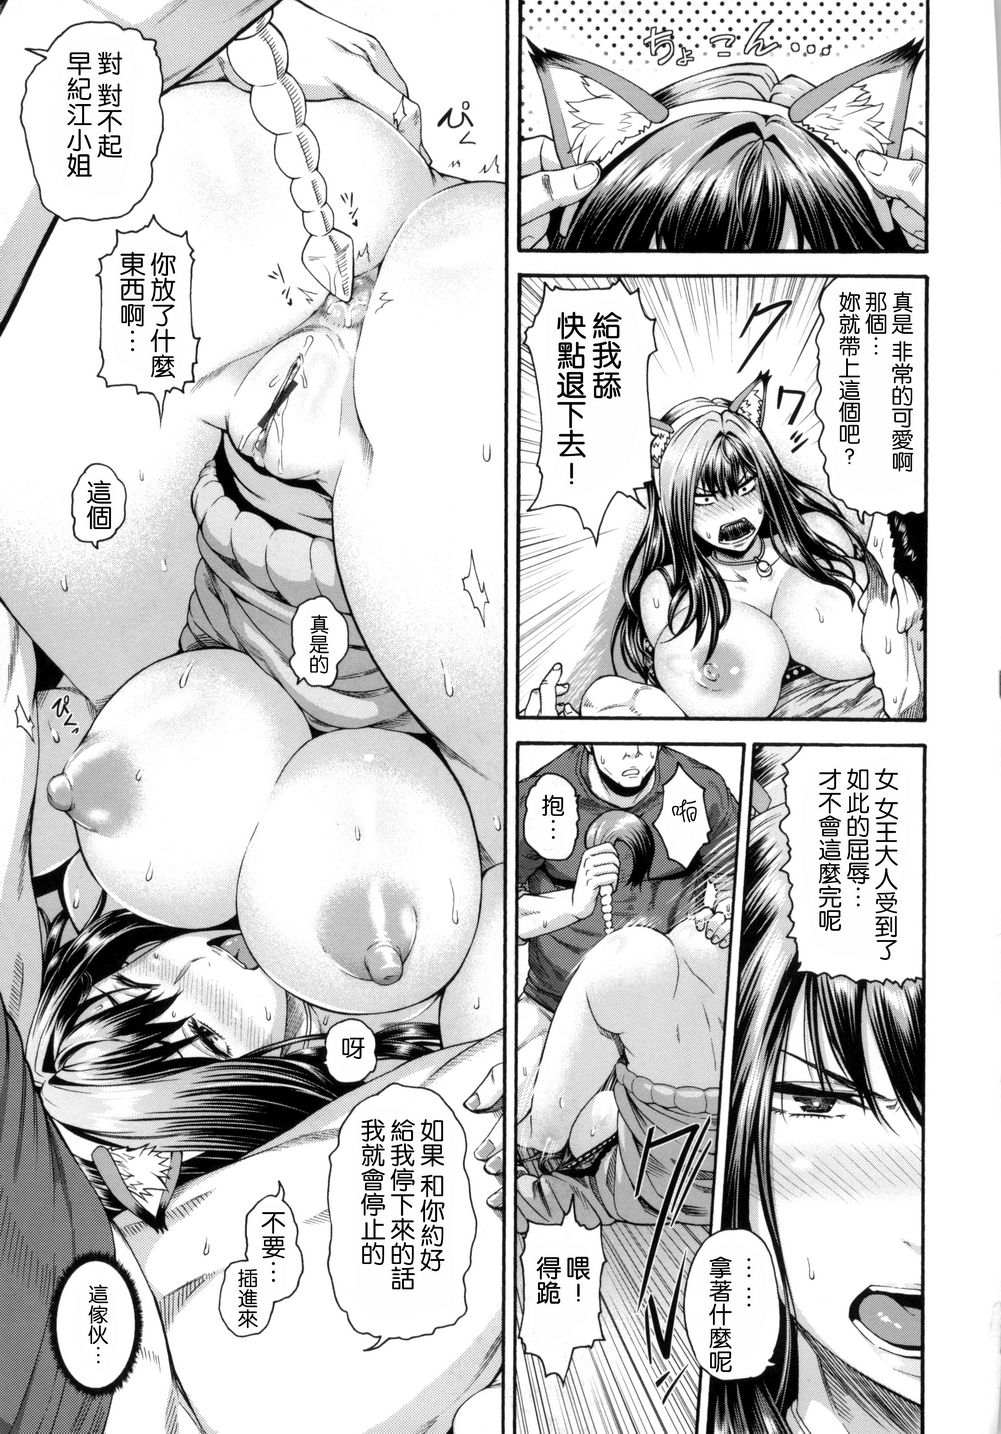 ちょこん…
真是 非常的可愛啊
那個…
妳就帶上這個吧？
給我舔
快點退下去！
女 女王大人受到了
如此的屈辱…
才不會這麼完呢
啪
抱…
……
拿著什麼呢
喂！
得跪
對 對不起
早紀江小姐
ぴく
你放了什麼
東西啊…
這個
真是的
ぴく
呀
如果 和你約好
給我停下來的話
我就會停止的
不要…
插進來
這傢伙…